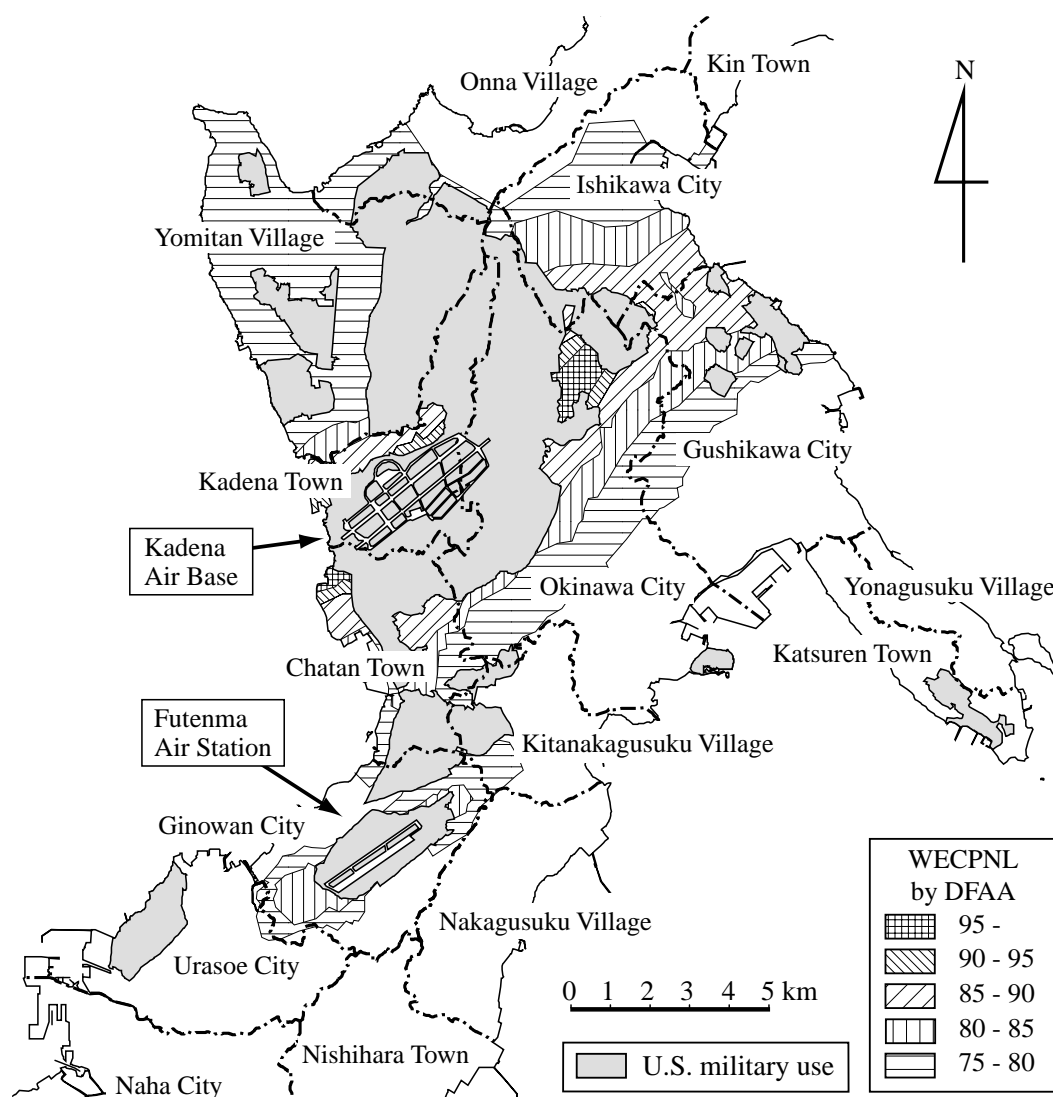 Onna Village
Kin Town
N
Ishikawa City
Yomitan Village
Gushikawa City
Kadena Town
Kadena
Air Base
Okinawa City
Yonagusuku Village
Chatan Town
Katsuren Town
Futenma
Air Station
Kitanakagusuku Village
Ginowan City
WECPNL
by DFAA
95 -
90 - 95
85 - 90
80 - 85
75 - 80
Nakagusuku Village
Urasoe City
0 1 2 3 4 5 km
Nishihara Town
U.S. military use
Naha City